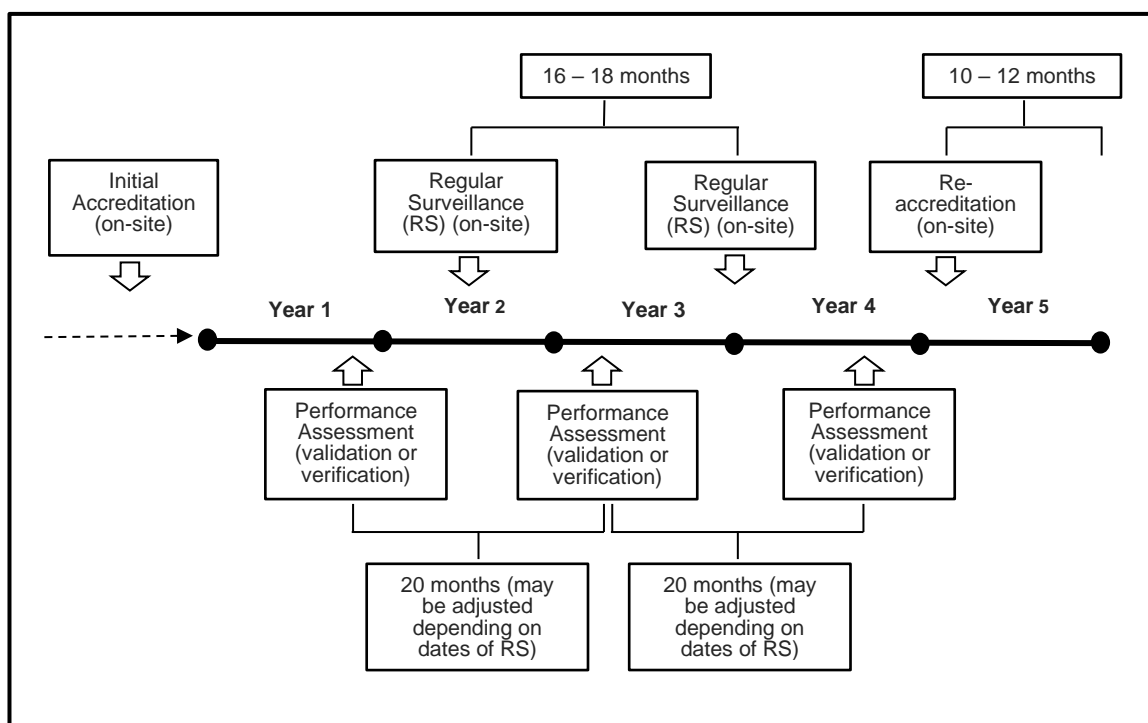 16 – 18 months
10 – 12 months
Initial
Accreditation
(on-site)
Regular
Surveillance
(RS) (on-site)
Regular
Surveillance
(RS) (on-site)
Re-
accreditation
(on-site)
Year 1
Year 2
Year 3
Year 4
Year 5
Performance
Assessment
(validation or
verification)
Performance
Assessment
(validation or
verification)
Performance
Assessment
(validation or
verification)
20 months (may
be adjusted
depending on
dates of RS)
20 months (may
be adjusted
depending on
dates of RS)